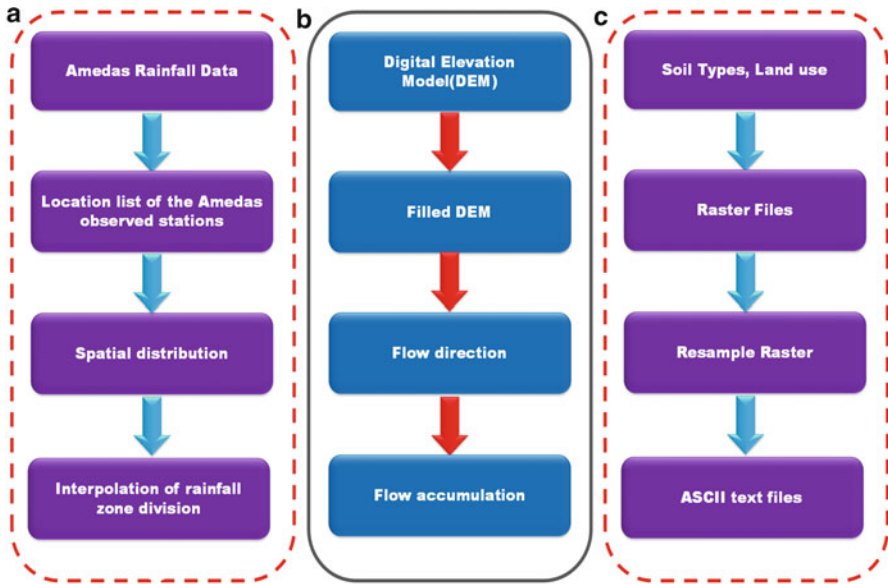 a
Amedas Rainfall Data
Location list of the Amedas
observed stations
Spatial distribution
Interpolation of rainfall
zone division
b
Digital Elevation
Model(DEM)
Filled DEM
Flow direction
Flow accumulation
c
Soil Types, Land use
Raster Files
Resample Raster
ASCII text files